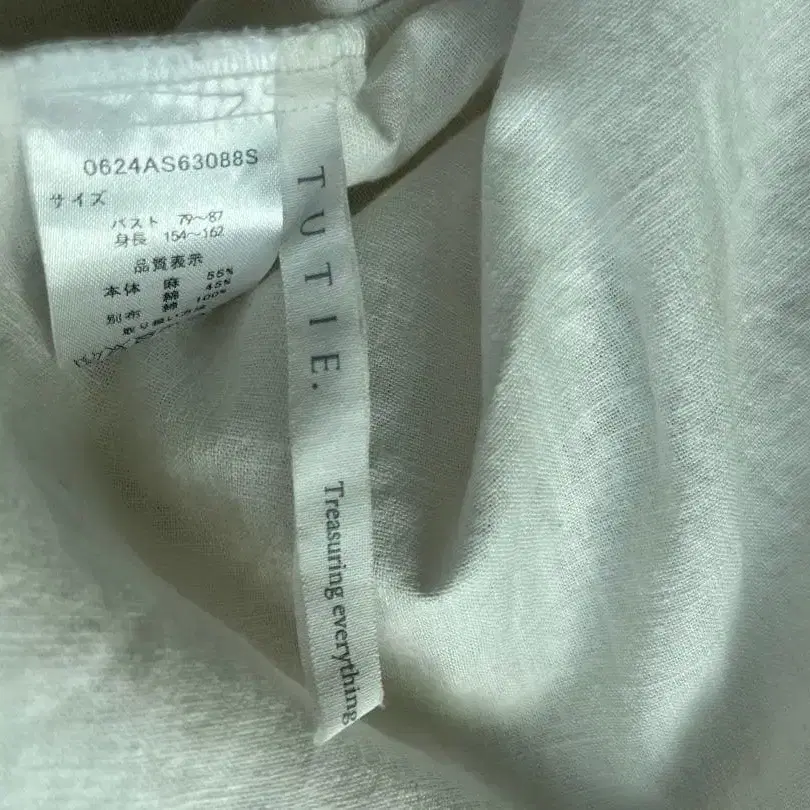 0624AS63088S
サイズ
バスト 79～87
身長 154～162
品質表示
本体 麻 55%
綿 45%
別布 綿 100%
TUTIE.
Treasuring everything